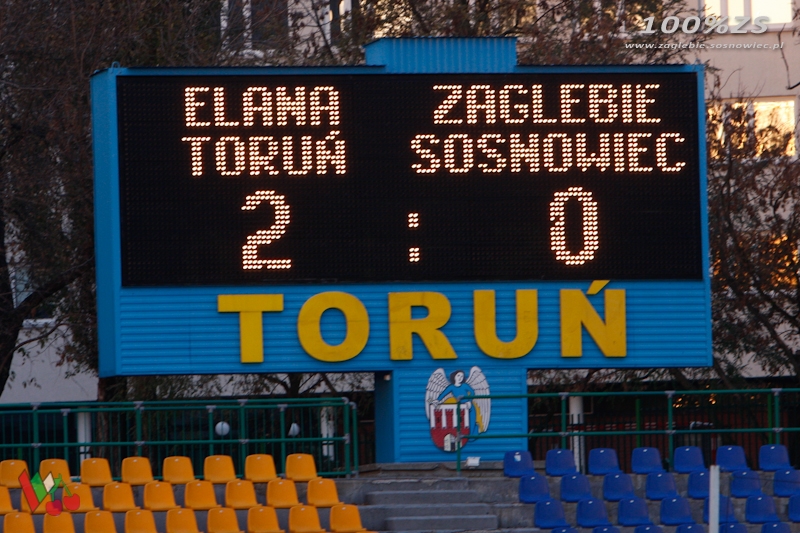 100%ZS
www.zaglebie.sosnowiec.pl
ELANA ZAGLEBIE
TORUŃ SOSNOWIEC
2 : 0
TORUŃ